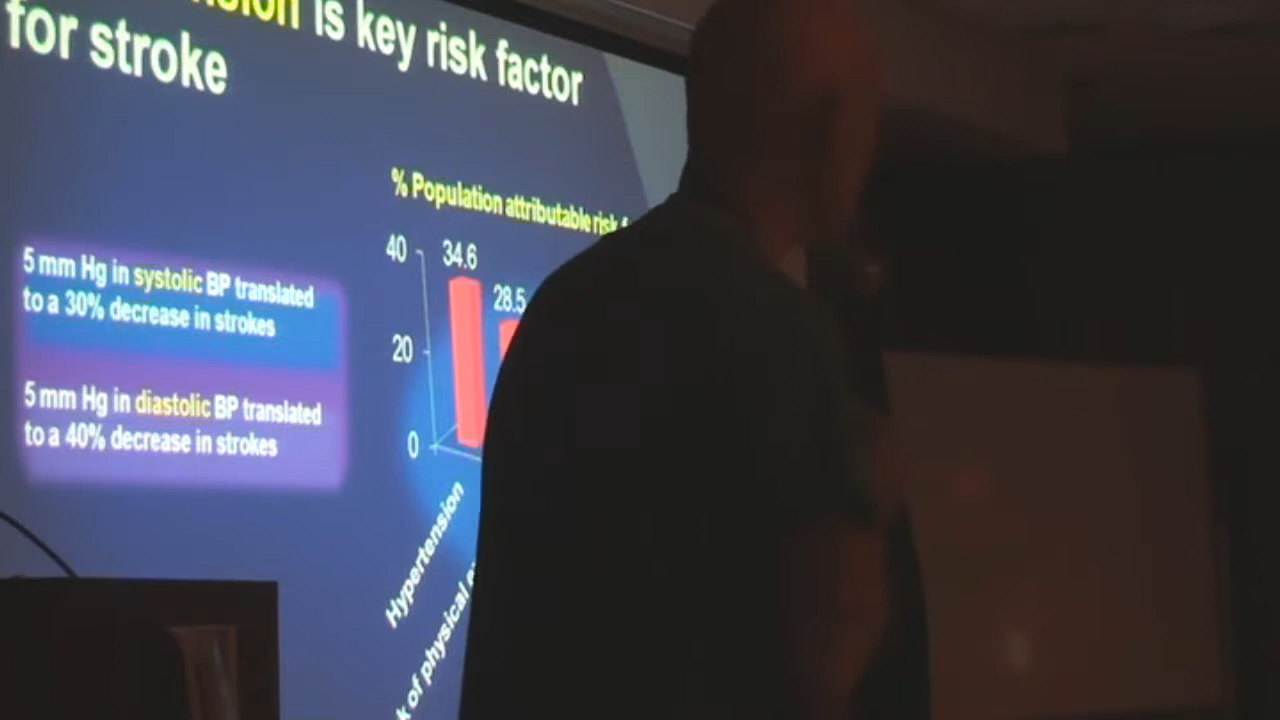 is key risk factor
for stroke
% Population attributable risk
40
34.6
28.5
20
0
5 mm Hg in systolic BP translated
to a 30% decrease in strokes
5 mm Hg in diastolic BP translated
to a 40% decrease in strokes
Hypertension
of physical